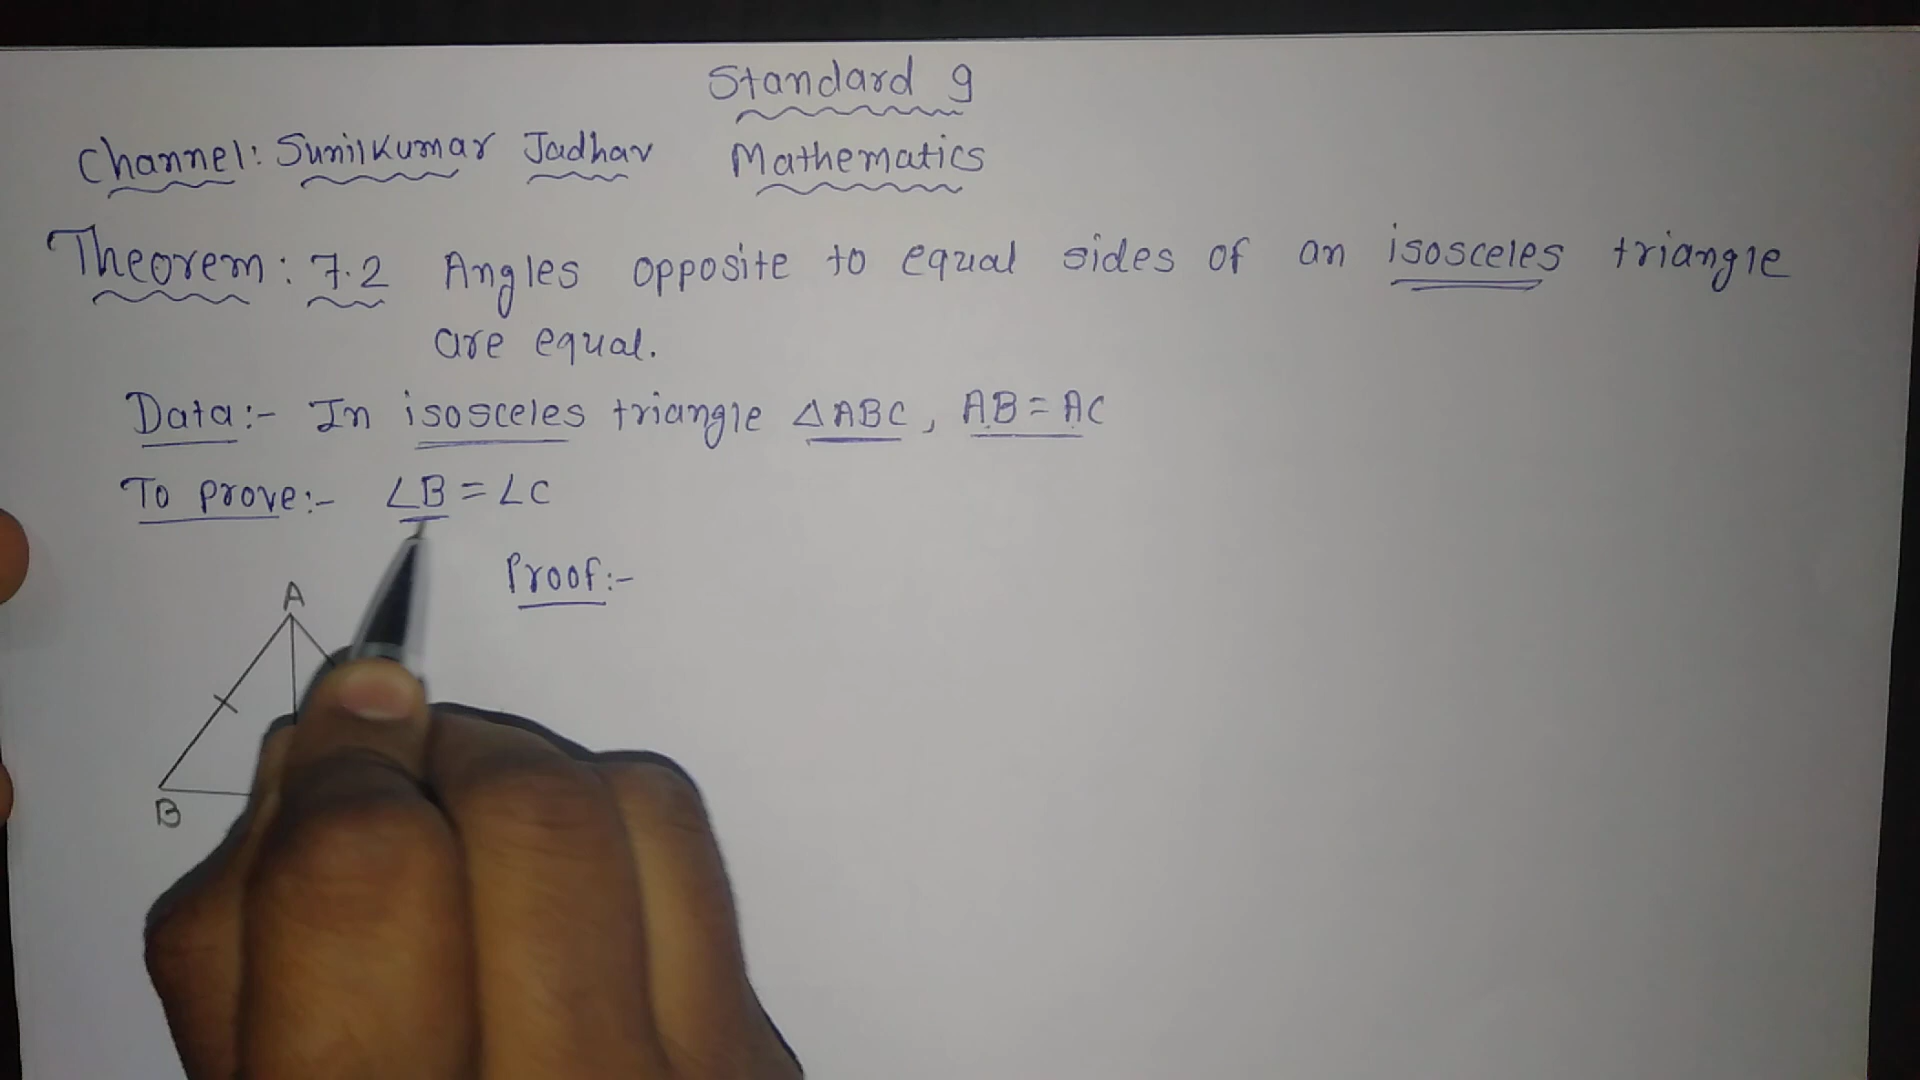 Standard 9
Channel: Sunilkumar Jadhav Mathematics
Theorem: 7.2 Angles opposite to equal sides of an isosceles triangle
are equal.
Data:- In isosceles triangle △ABC, AB = AC
To prove:- ∠B = ∠C
Proof:-
A
B